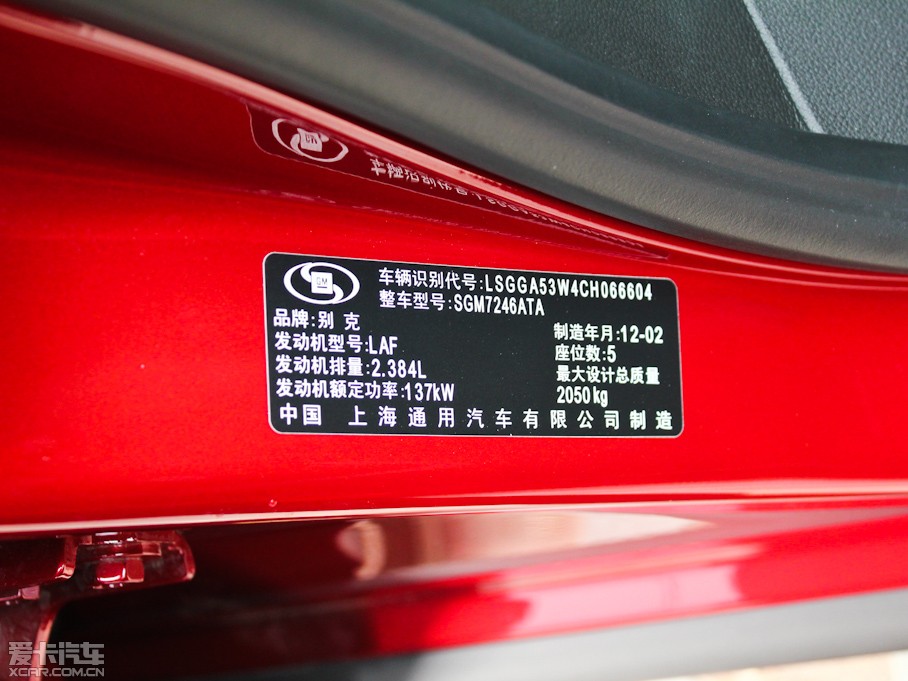 GM
车辆识别代号:LSGGA53W4CH066604
整车型号:SGM7246ATA
品牌:别 克
制造年月:12-02
发动机型号:LAF
座位数:5
发动机排量:2.384L
最大设计总质量
2050kg
发动机额定功率:137kW
中国 上海通用汽车有限公司制造
爱卡汽车
XCAR.COM.CN